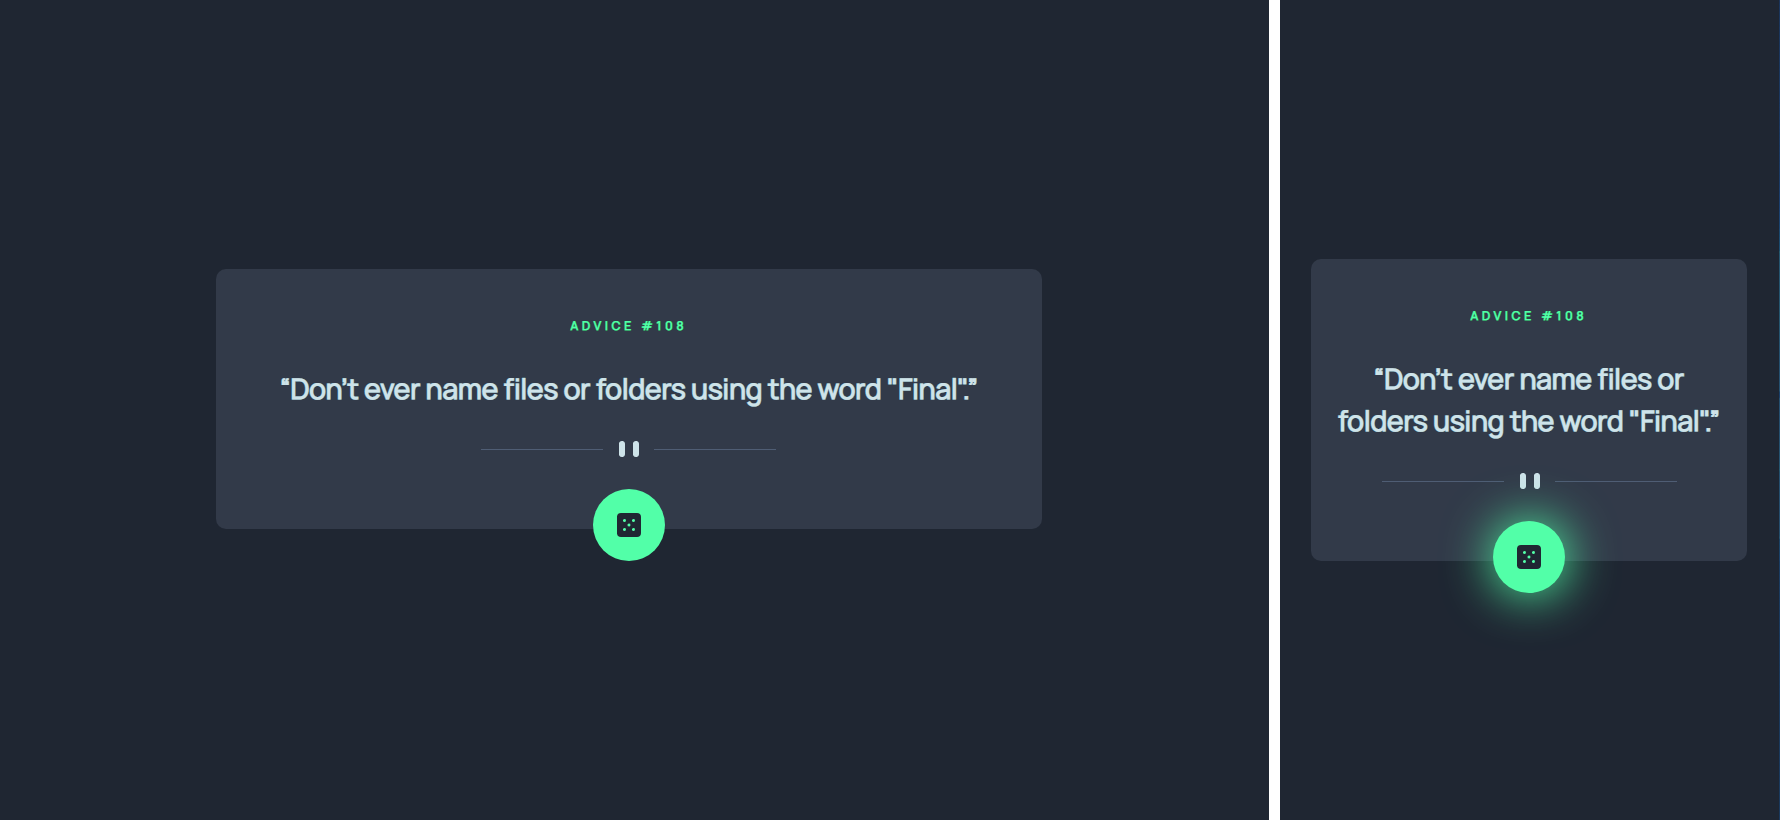 ADVICE #108
“Don’t ever name files or folders using the word "Final".”
ADVICE #108
“Don’t ever name files or
folders using the word "Final".”